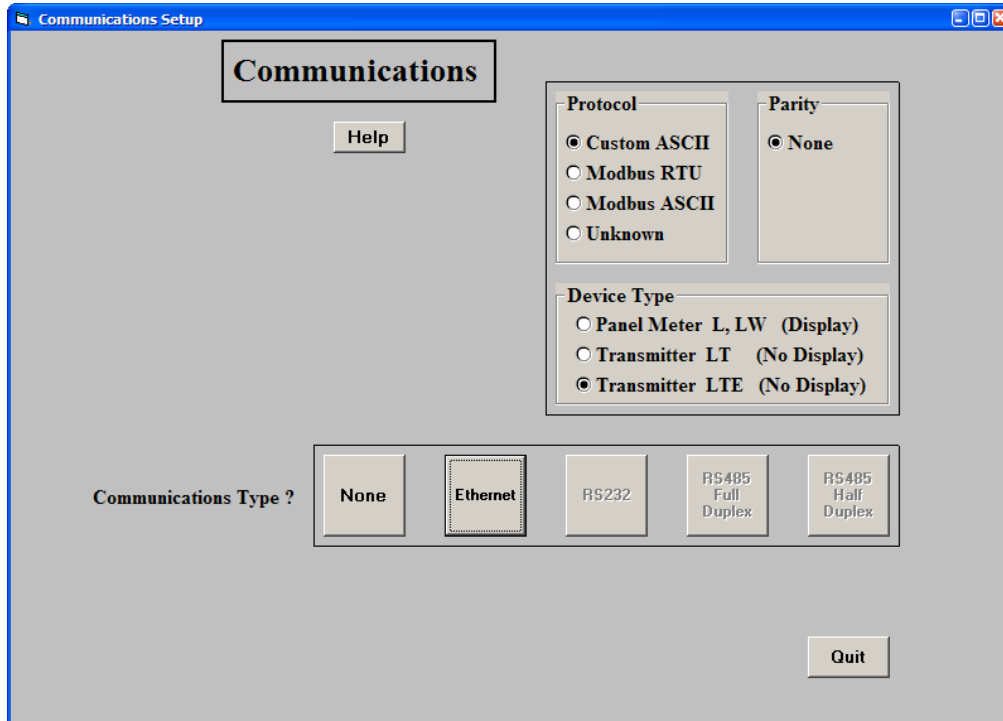 Communications Setup
Communications
Help
Protocol
Custom ASCII
Modbus RTU
Modbus ASCII
Unknown
Parity
None
Device Type
Panel Meter L, LW (Display)
Transmitter LT (No Display)
Transmitter LTE (No Display)
Communications Type ?
None
Ethernet
RS232
RS485
Full
Duplex
RS485
Half
Duplex
Quit